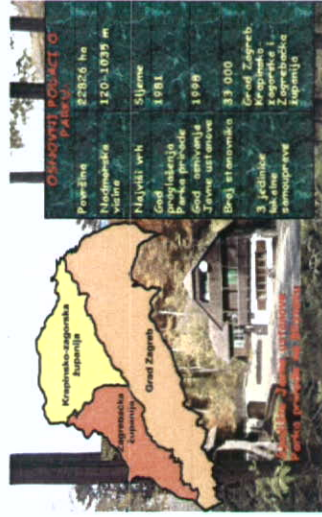 OSNOVNI PODACI O
PARKU
Površina 22826 ha
Nadmorska
visina 120-1035 m
Najviši vrh Sljeme
God
proglašenja
Parka prirode 1981
God osnivanja
Javne ustanove 1998
Broj stanovnika 33 000
3 jedinice
lokalne
samouprave
Grad Zagreb,
Krapinsko
Zagorska i
Zagrebačka
županija
Krapinsko-zagorska
županija
Zagrebačka
županija
Grad Zagreb
Javne ustanove
Parka prirode